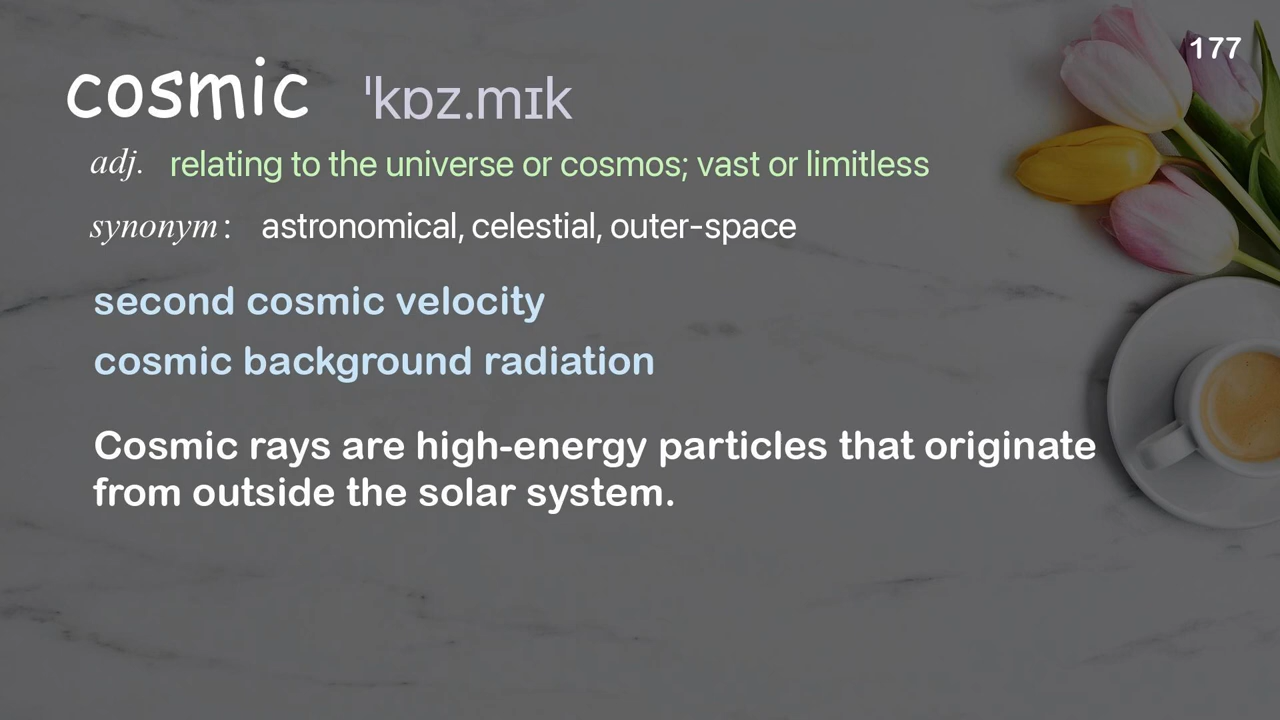 177
cosmic ˈkɒz.mɪk
adj. relating to the universe or cosmos; vast or limitless
synonym: astronomical, celestial, outer-space
second cosmic velocity
cosmic background radiation
Cosmic rays are high-energy particles that originate
from outside the solar system.